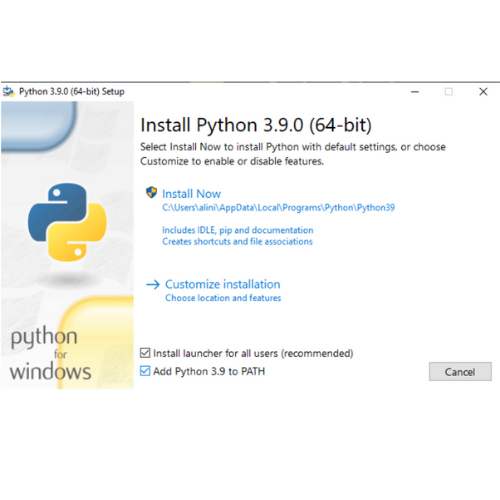 Python 3.9.0 (64-bit) Setup
Install Python 3.9.0 (64-bit)
Select Install Now to install Python with default settings, or choose
Customize to enable or disable features.
Install Now
C:\Users\alini\AppData\Local\Programs\Python\Python39
Includes IDLE, pip and documentation
Creates shortcuts and file associations
Customize installation
Choose location and features
python
for
windows
Install launcher for all users (recommended)
Add Python 3.9 to PATH
Cancel